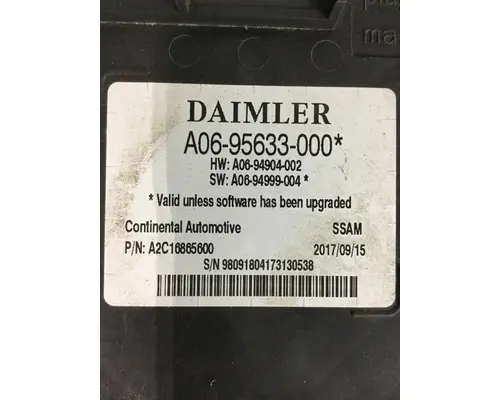 ma
DAIMLER
A06-95633-000*
HW: A06-94904-002
SW: A06-94999-004 *
* Valid unless software has been upgraded
Continental Automotive SSAM
P/N: A2C16865600 2017/09/15
S/N 98091804173130538